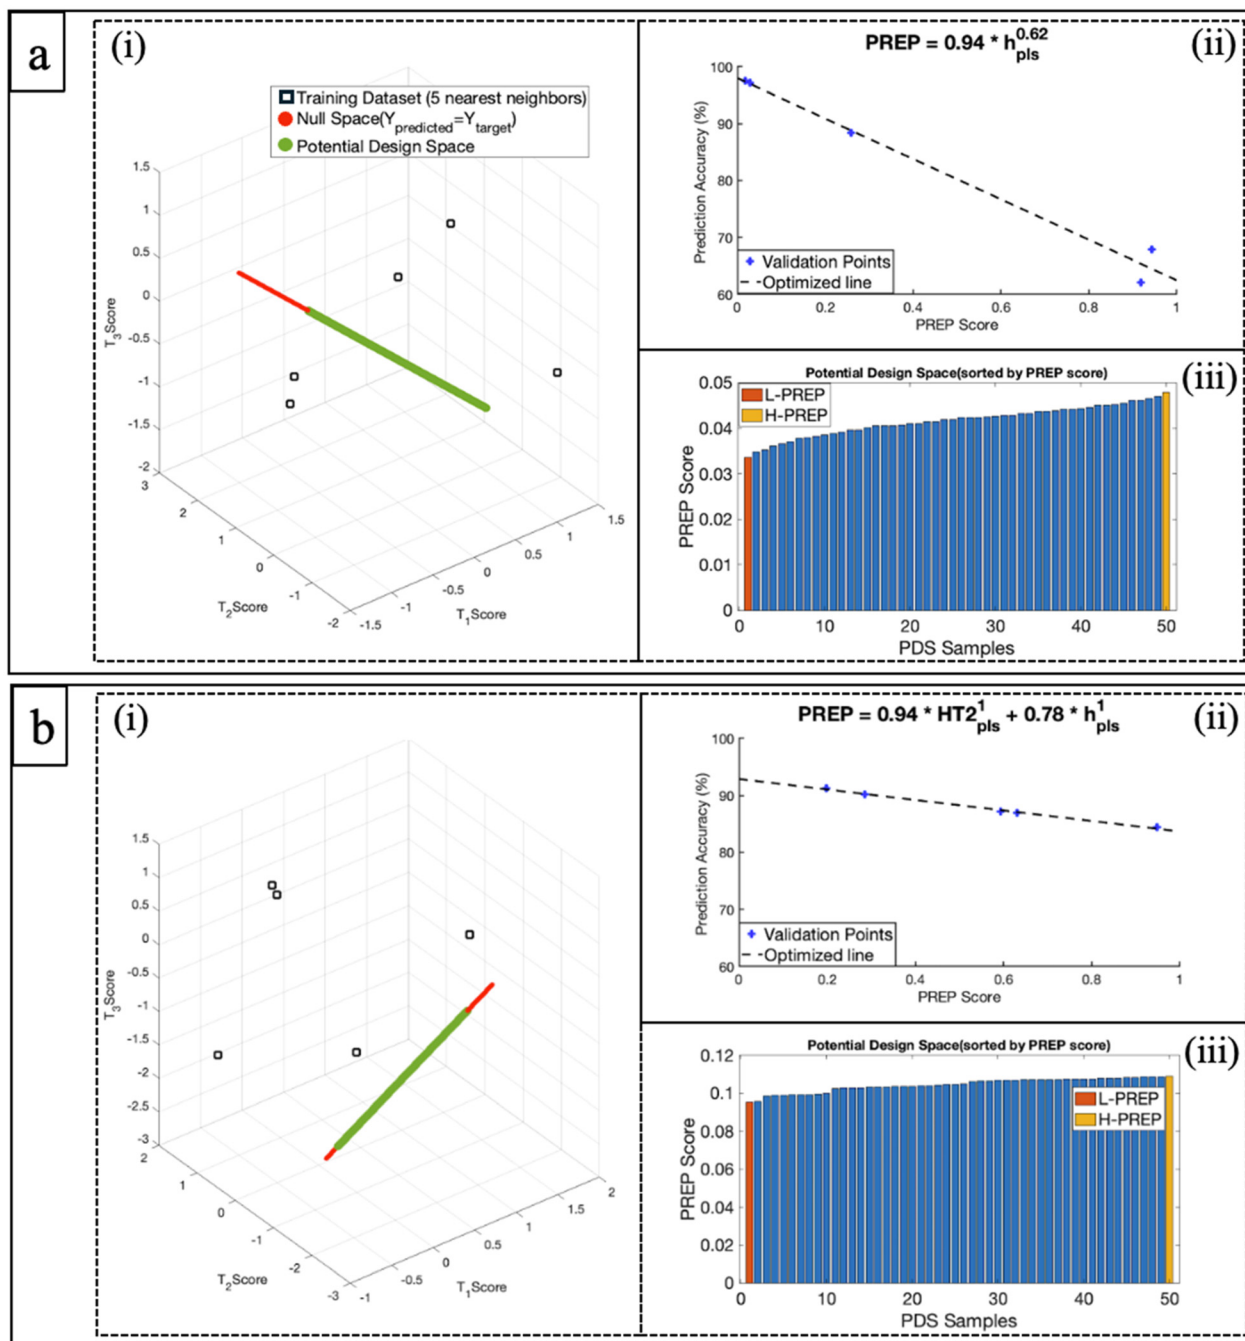 a
(i)
Training Dataset (5 nearest neighbors)
Null Space(Y_predicted=Y_target)
Potential Design Space
1.5
1
0.5
0
-0.5
-1
-1.5
-2
T3Score
3
2
1
0
-1
-2
T2Score
-1.5
-1
-0.5
0
0.5
1
1.5
T1Score
(ii)
PREP = 0.94 * h_pls^0.62
100
90
80
70
60
Prediction Accuracy (%)
Validation Points
Optimized line
0
0.2
0.4
0.6
0.8
1
PREP Score
(iii)
Potential Design Space(sorted by PREP score)
L-PREP
H-PREP
0.05
0.04
0.03
0.02
0.01
0
PREP Score
0
10
20
30
40
50
PDS Samples
b
(i)
1.5
1
0.5
0
-0.5
-1
-1.5
-2
-2.5
-3
T3Score
2
1
0
-1
-2
-3
T2Score
-1
-0.5
0
0.5
1
1.5
2
T1Score
(ii)
PREP = 0.94 * HT2_pls^1 + 0.78 * h_pls^1
100
90
80
70
60
Prediction Accuracy (%)
Validation Points
Optimized line
0
0.2
0.4
0.6
0.8
1
PREP Score
(iii)
Potential Design Space(sorted by PREP score)
L-PREP
H-PREP
0.12
0.1
0.08
0.06
0.04
0.02
0
PREP Score
0
10
20
30
40
50
PDS Samples